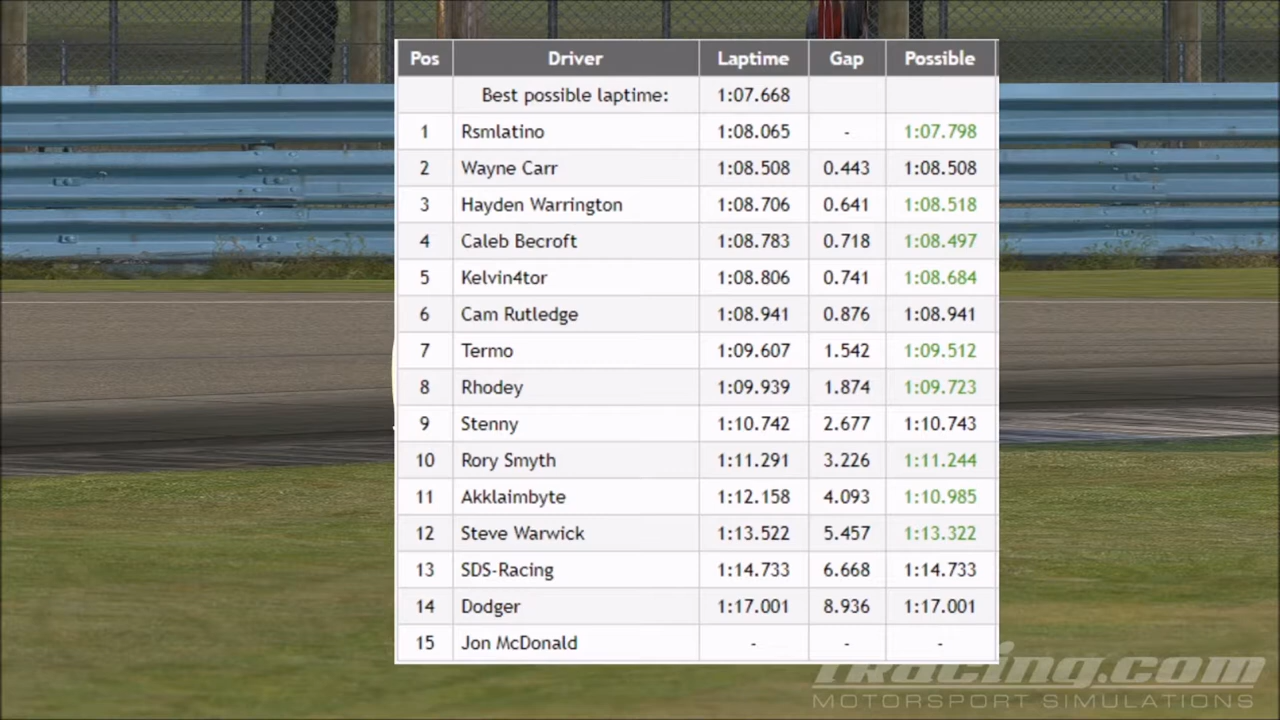 Pos Driver Laptime Gap Possible
Best possible laptime: 1:07.668
1 Rsmlatino 1:08.065 - 1:07.798
2 Wayne Carr 1:08.508 0.443 1:08.508
3 Hayden Warrington 1:08.706 0.641 1:08.518
4 Caleb Becroft 1:08.783 0.718 1:08.497
5 Kelvin4tor 1:08.806 0.741 1:08.684
6 Cam Rutledge 1:08.941 0.876 1:08.941
7 Termo 1:09.607 1.542 1:09.512
8 Rhodey 1:09.939 1.874 1:09.723
9 Stenny 1:10.742 2.677 1:10.743
10 Rory Smyth 1:11.291 3.226 1:11.244
11 Akklaimbyte 1:12.158 4.093 1:10.985
12 Steve Warwick 1:13.522 5.457 1:13.322
13 SDS-Racing 1:14.733 6.668 1:14.733
14 Dodger 1:17.001 8.936 1:17.001
15 Jon McDonald - - -
iRacing.com
MOTORSPORT SIMULATIONS